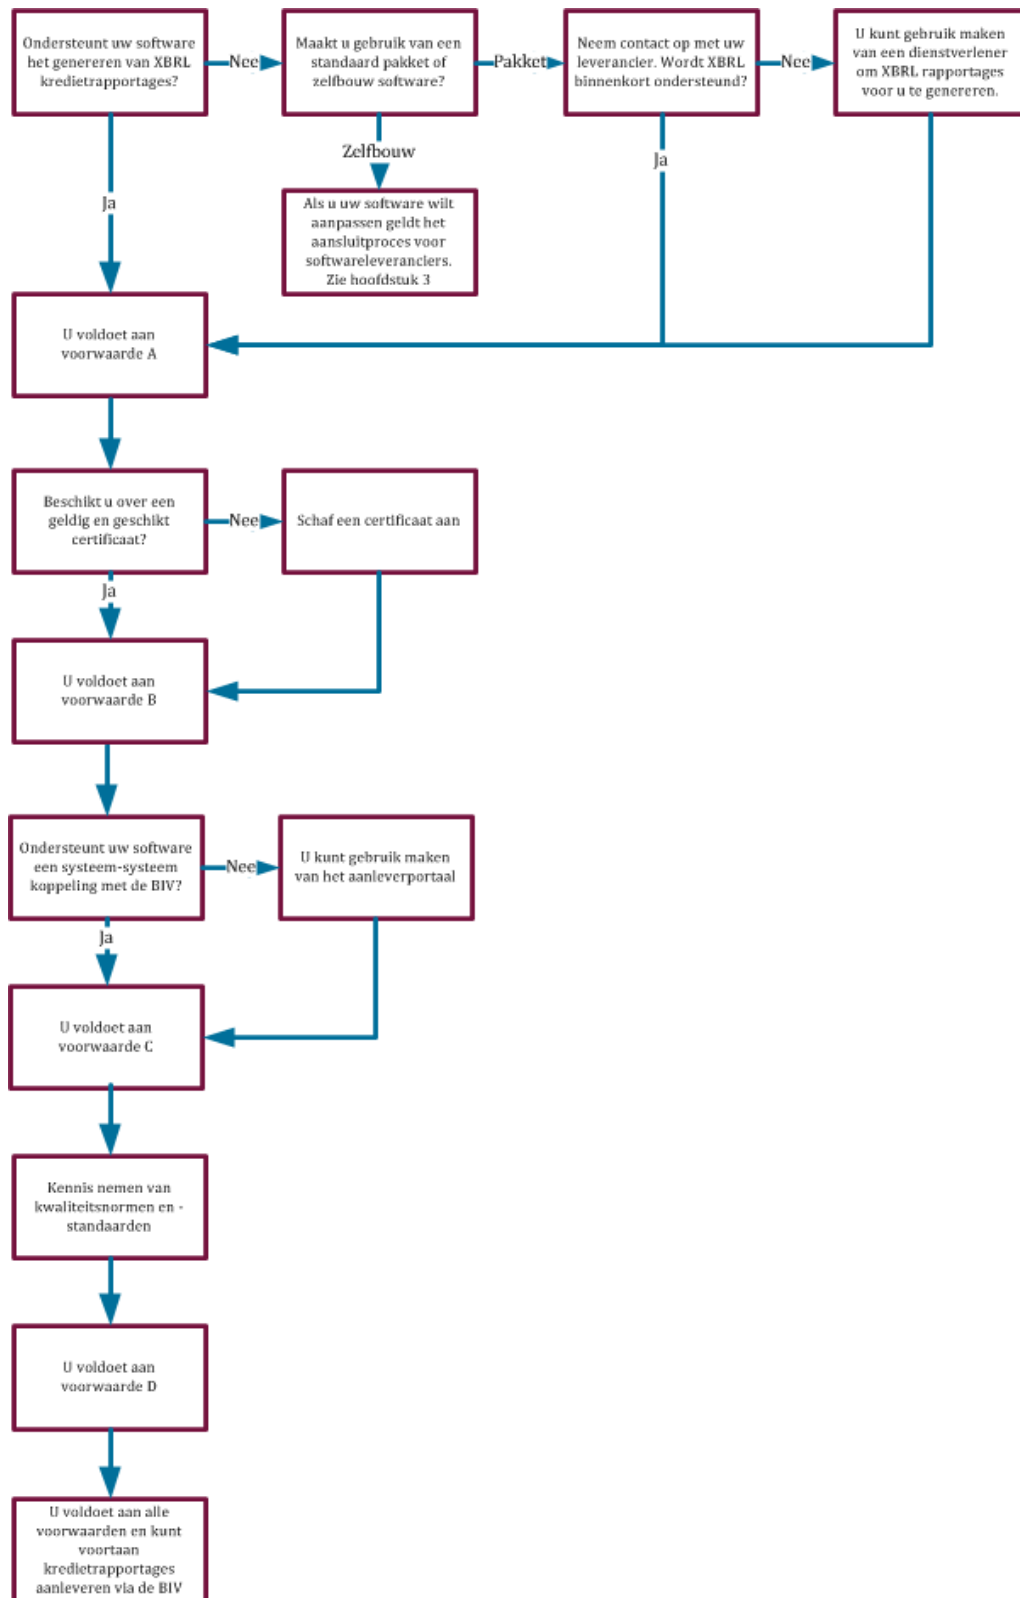 Ondersteunt uw software
het genereren van XBRL
kredietrapportages?
Nee
Maakt u gebruik van een
standaard pakket of
zelfbouw software?
Pakket
Neem contact op met uw
leverancier. Wordt XBRL
binnenkort ondersteund?
Nee
U kunt gebruik maken
van een dienstverlener
om XBRL rapportages
voor u te genereren.
Ja
Zelfbouw
Ja
Als u uw software wilt
aanpassen geldt het
aansluitproces voor
softwareleveranciers.
Zie hoofdstuk 3
U voldoet aan
voorwaarde A
Beschikt u over een
geldig en geschikt
certificaat?
Nee
Schaf een certificaat aan
Ja
U voldoet aan
voorwaarde B
Ondersteunt uw software
een systeem-systeem
koppeling met de BIV?
Nee
U kunt gebruik maken
van het aanleverportaal
Ja
U voldoet aan
voorwaarde C
Kennis nemen van
kwaliteitsnormen en -
standaarden
U voldoet aan
voorwaarde D
U voldoet aan alle
voorwaarden en kunt
voortaan
kredietrapportages
aanleveren via de BIV